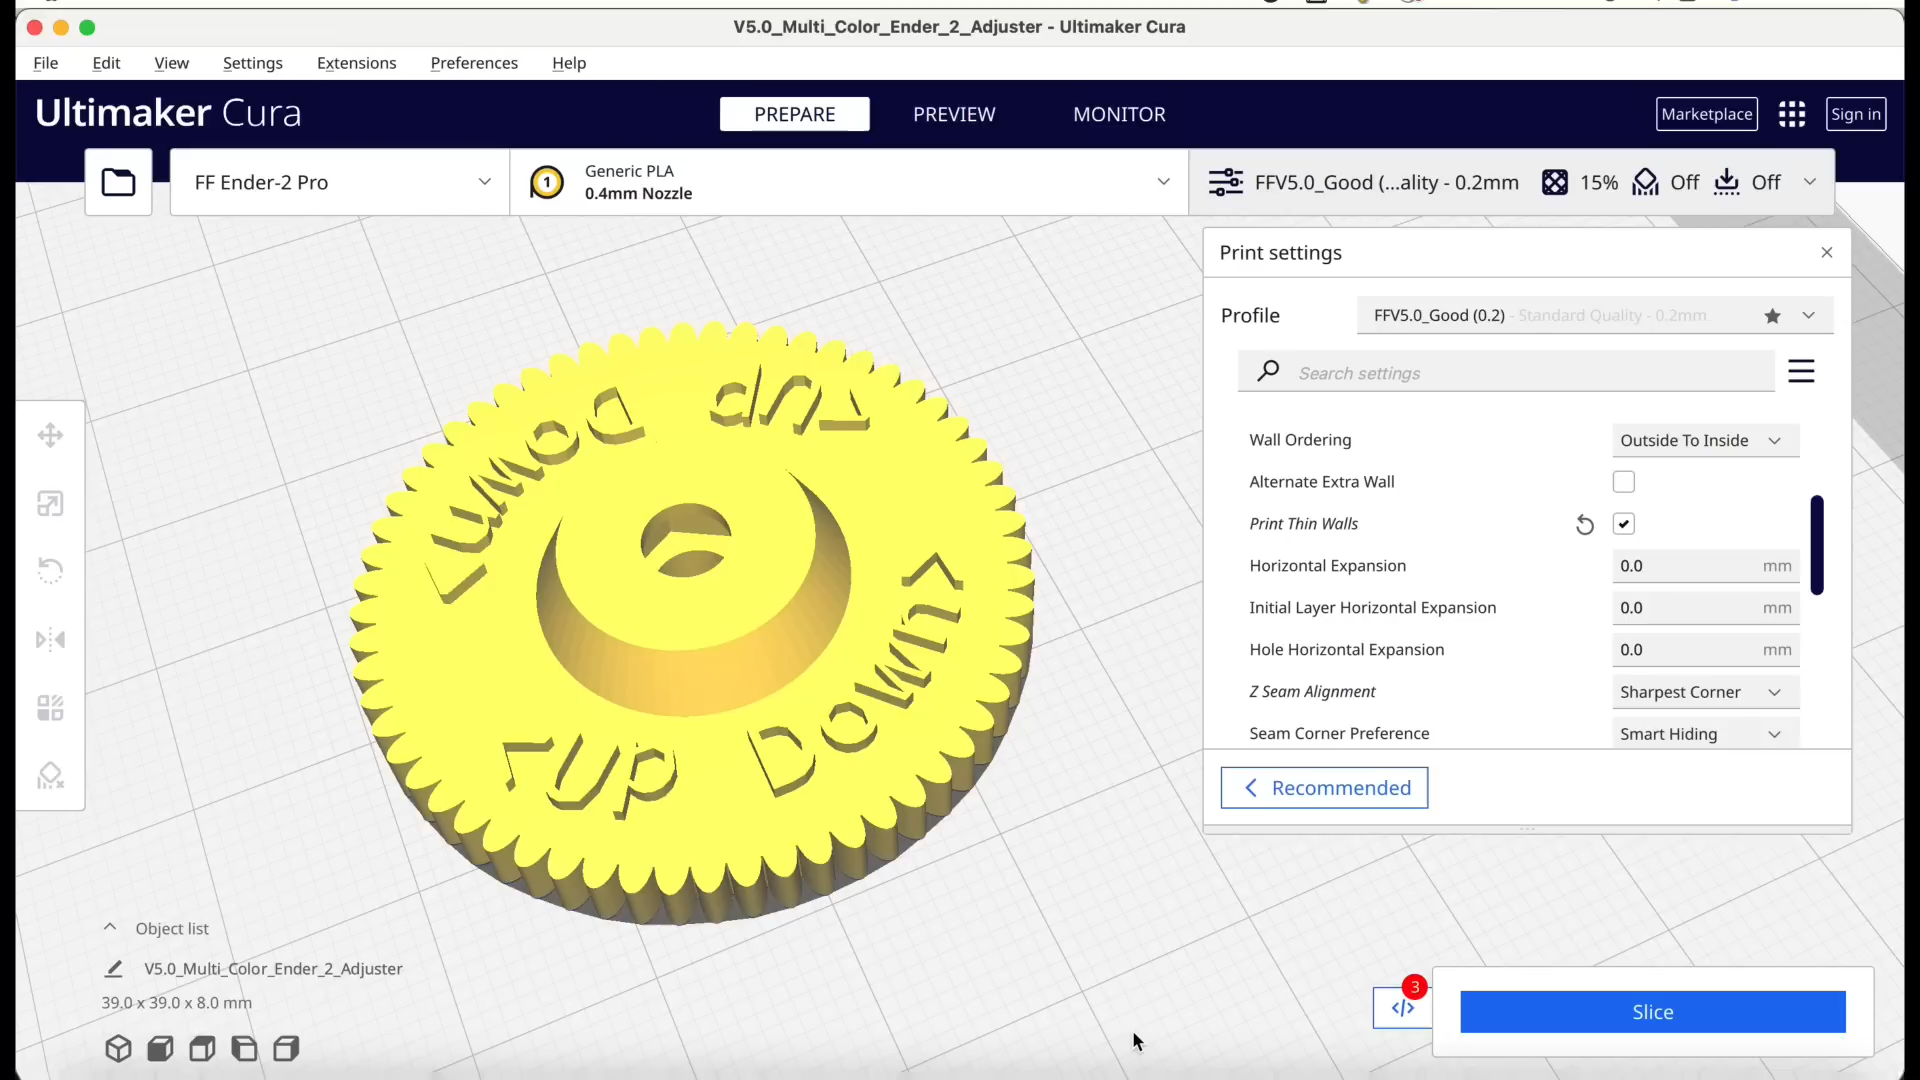 V5.0_Multi_Color_Ender_2_Adjuster - Ultimaker Cura
File Edit View Settings Extensions Preferences Help
Ultimaker Cura PREPARE PREVIEW MONITOR Marketplace Sign in
FF Ender-2 Pro
1 Generic PLA
0.4mm Nozzle
FFV5.0_Good (...ality - 0.2mm 15% Off Off
Print settings
Profile FFV5.0_Good (0.2) - Standard Quality - 0.2mm
Search settings
Wall Ordering Outside To Inside
Alternate Extra Wall
Print Thin Walls
Horizontal Expansion 0.0 mm
Initial Layer Horizontal Expansion 0.0 mm
Hole Horizontal Expansion 0.0 mm
Z Seam Alignment Sharpest Corner
Seam Corner Preference Smart Hiding
Recommended
Down
up
Down
up
Object list
V5.0_Multi_Color_Ender_2_Adjuster
39.0 x 39.0 x 8.0 mm
3
Slice